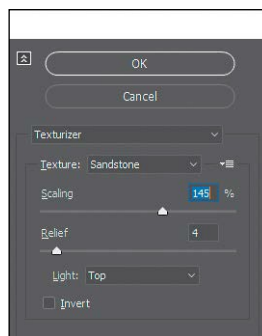 OK
Cancel
Texturizer
Texture: Sandstone
Scaling 145 %
Relief 4
Light: Top
Invert